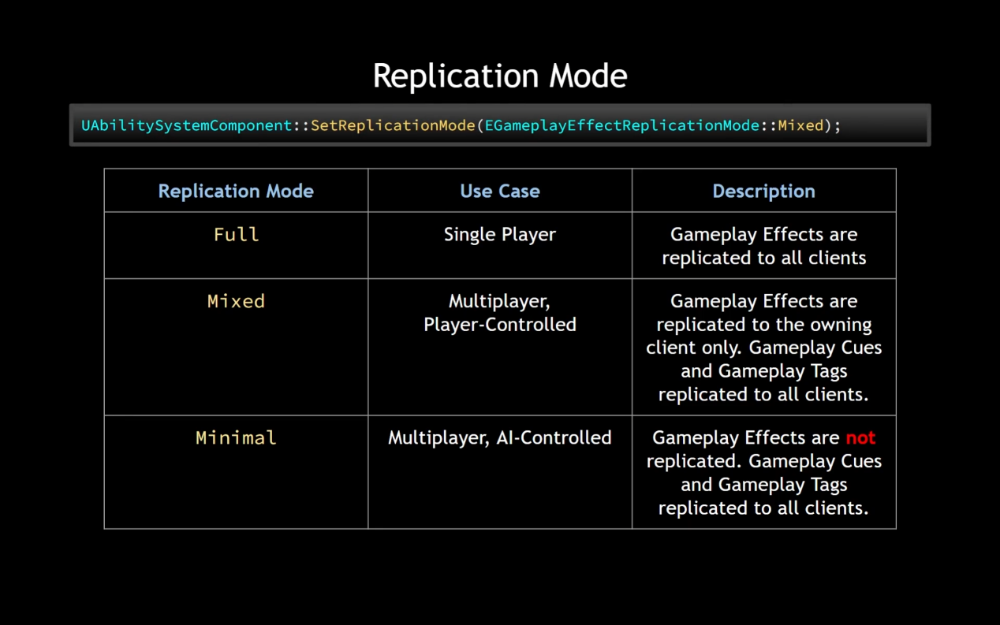 Replication Mode
UAbilitySystemComponent::SetReplicationMode(EGameplayEffectReplicationMode::Mixed);
Replication Mode
Use Case
Description
Full
Single Player
Gameplay Effects are
replicated to all clients
Mixed
Multiplayer,
Player-Controlled
Gameplay Effects are
replicated to the owning
client only. Gameplay Cues
and Gameplay Tags
replicated to all clients.
Minimal
Multiplayer, AI-Controlled
Gameplay Effects are not
replicated. Gameplay Cues
and Gameplay Tags
replicated to all clients.